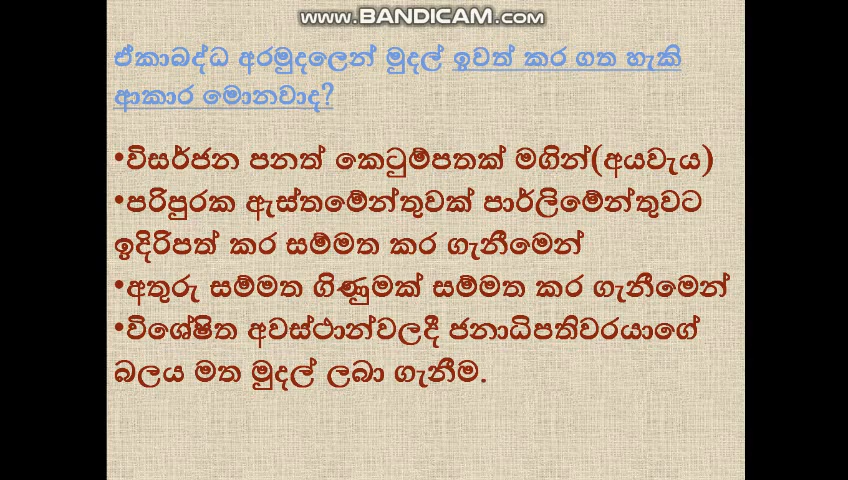 www.BANDICAM.com
ඒකාබද්ධ අරමුදලෙන් මුදල් ඉවත් කර ගත හැකි
ආකාර මොනවාද?
•විසර්ජන පනත් කෙටුම්පතක් මගින්(අයවැය)
•පරිපුරක ඇස්තමේන්තුවක් පාර්ලිමේන්තුවට
ඉදිරිපත් කර සම්මත කර ගැනීමෙන්
•අතුරු සම්මත ගිණුමක් සම්මත කර ගැනීමෙන්
•විශේෂිත අවස්ථාන්වලදී ජනාධිපතිවරයාගේ
බලය මත මුදල් ලබා ගැනීම.